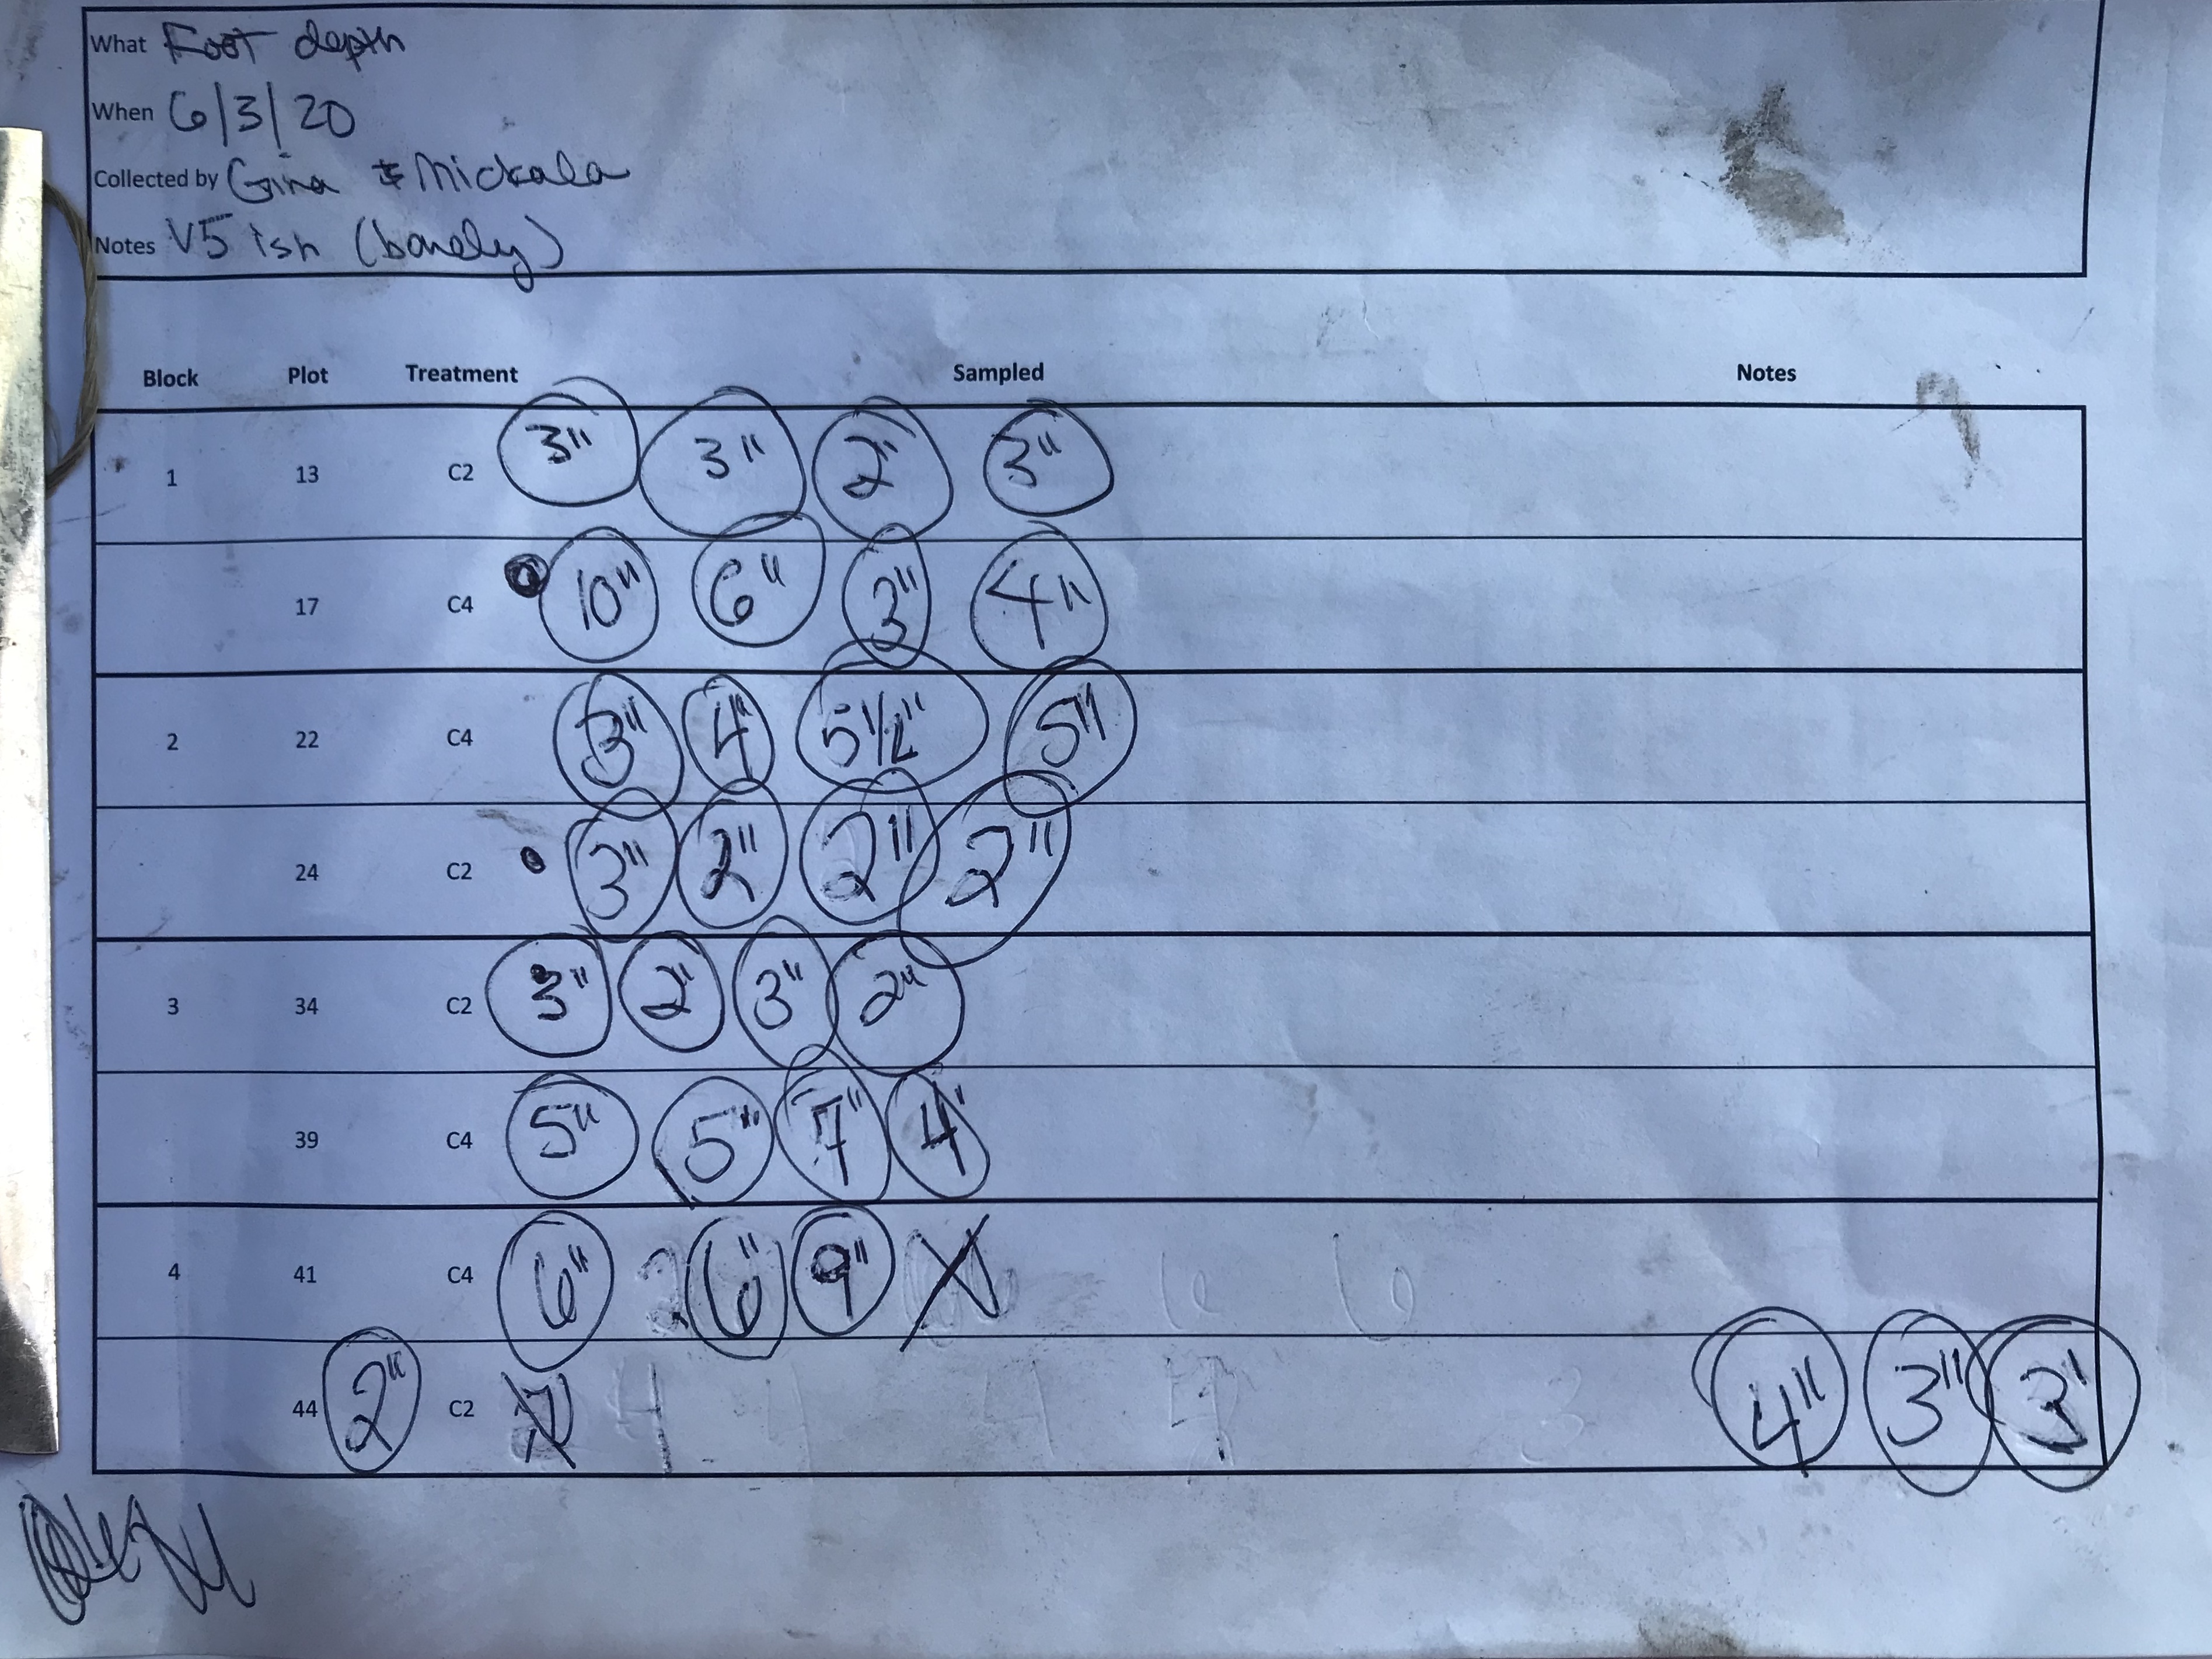 What Root depth
When 6/3/20
Collected by Gina & Mickala
Notes V5 ish (barely)
Block Plot Treatment Sampled Notes
1 13 C2 3" 3" 2" 3"
17 C4 10" 6" 3" 4"
2 22 C4 3" 4" 5 1/2" 5"
24 C2 3" 2" 2" 2"
3 34 C2 3" 2" 3" 2"
39 C4 5" 5" 7" 4'
4 41 C4 6" 6" 9"
44 2" C2 4" 3" 3'